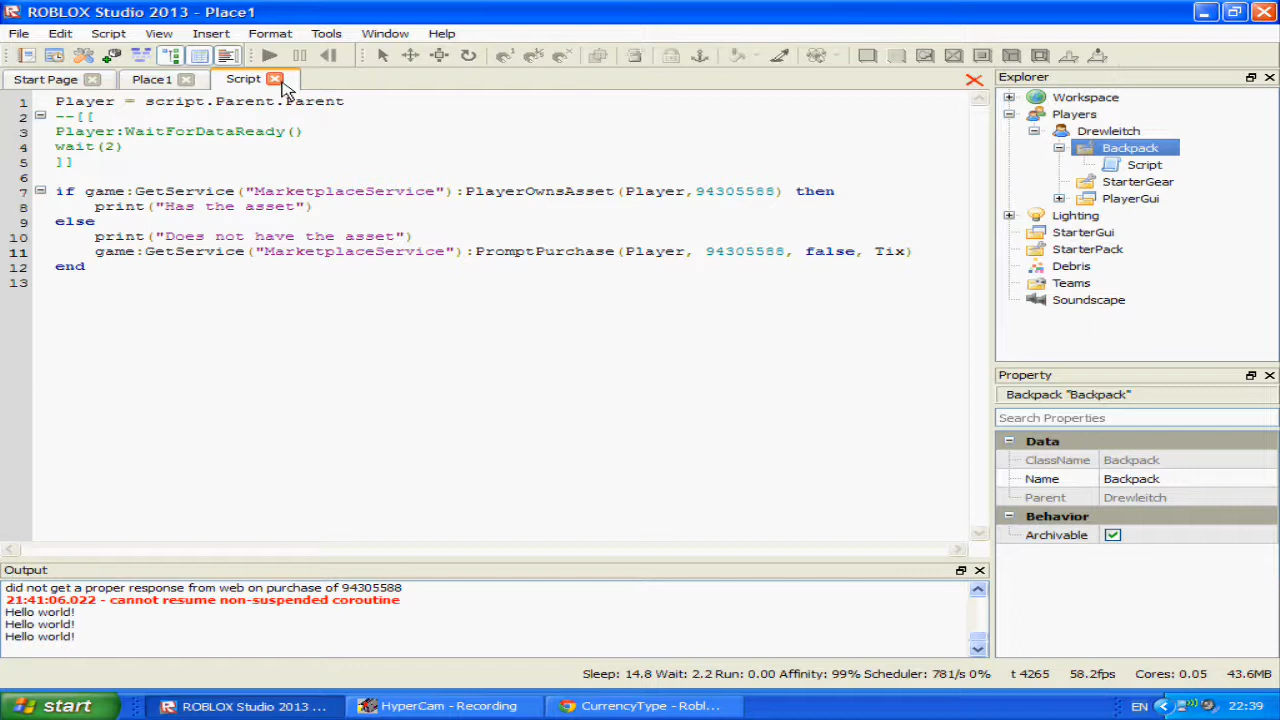 ROBLOX Studio 2013 - Place1
File Edit Script View Insert Format Tools Window Help
Start Page Place1 Script
1 Player = script.Parent.Parent
2 --[[
3 Player:WaitForDataReady()
4 wait(2)
5 ]]
6
7 if game:GetService("MarketplaceService"):PlayerOwnsAsset(Player,94305588) then
8 print("Has the asset")
9 else
10 print("Does not have the asset")
11 game:GetService("MarketplaceService"):PromptPurchase(Player, 94305588, false, Tix)
12 end
13
Explorer
Workspace
Players
Drewleitch
Backpack
Script
StarterGear
PlayerGui
Lighting
StarterGui
StarterPack
Debris
Teams
Soundscape
Property
Backpack "Backpack"
Search Properties
Data
ClassName Backpack
Name Backpack
Parent Drewleitch
Behavior
Archivable
Output
did not get a proper response from web on purchase of 94305588
21:41:06.022 - cannot resume non-suspended coroutine
Hello world!
Hello world!
Hello world!
Sleep: 14.8 Wait: 2.2 Run: 0.00 Affinity: 99% Scheduler: 781/s 0% t 4265 58.2fps Cores: 0.05 43.6MB
start ROBLOX Studio 2013 ... HyperCam - Recording CurrencyType - Robl... EN 22:39